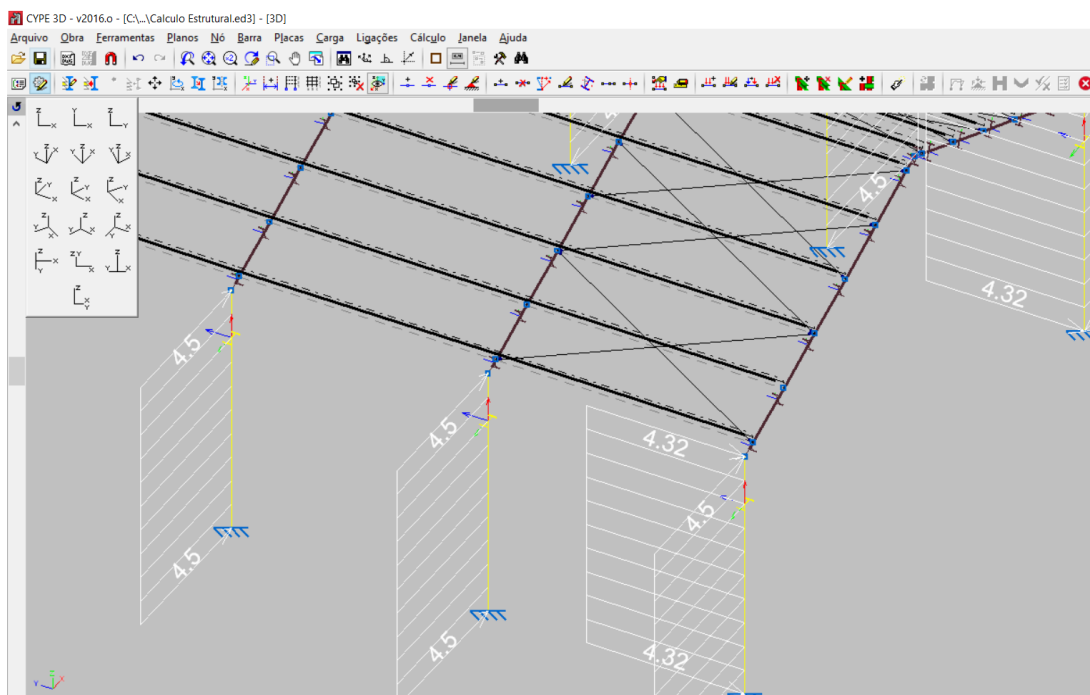 CYPE 3D - v2016.o - [C:\...\Calculo Estrutural.ed3] - [3D]
Arquivo Obra Ferramentas Planos Nó Barra Placas Carga Ligações Cálculo Janela Ajuda
Z X Y X Z Y
4.5
4.5
4.32
4.5
4.5
4.32
4.5
4.5
4.5
4.32
Y Z X